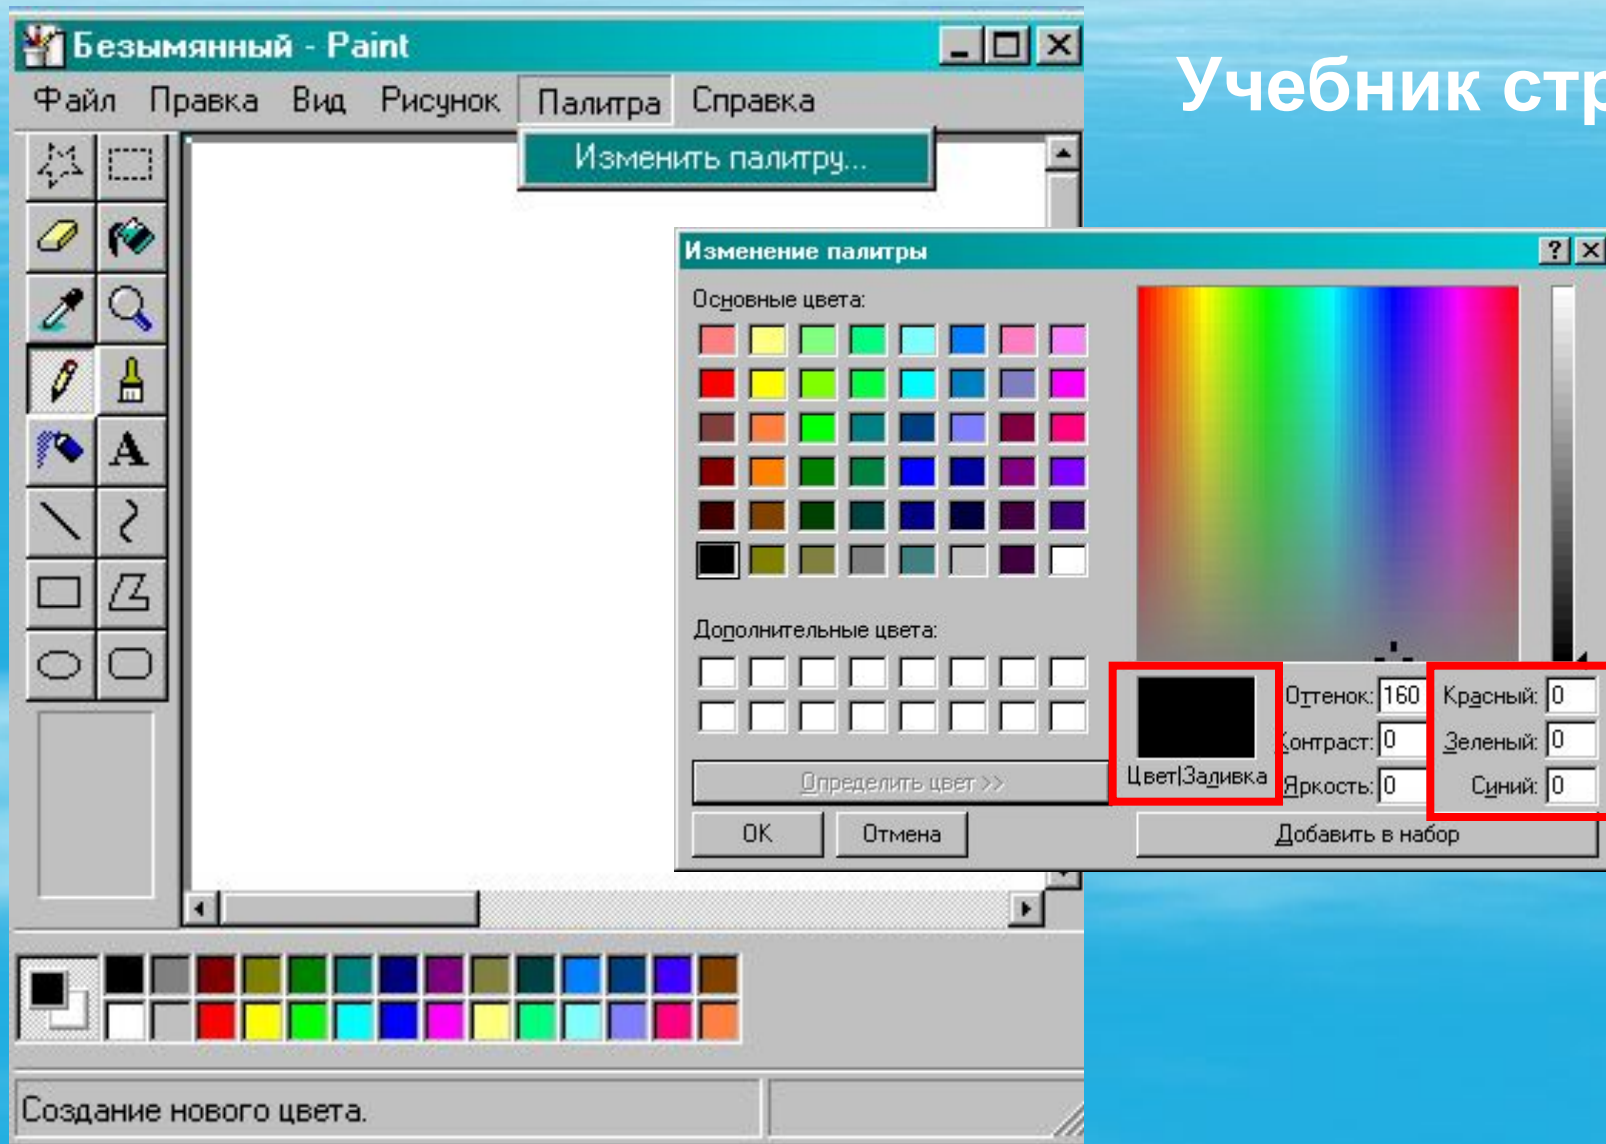 Безымянный - Paint
Файл Правка Вид Рисунок Палитра Справка
Изменить палитру...
Учебник стр
Изменение палитры
Основные цвета:
Дополнительные цвета:
Определить цвет >>
ОК Отмена
Цвет|Заливка
Оттенок: 160
Контраст: 0
Яркость: 0
Красный: 0
Зеленый: 0
Синий: 0
Добавить в набор
A
Создание нового цвета.